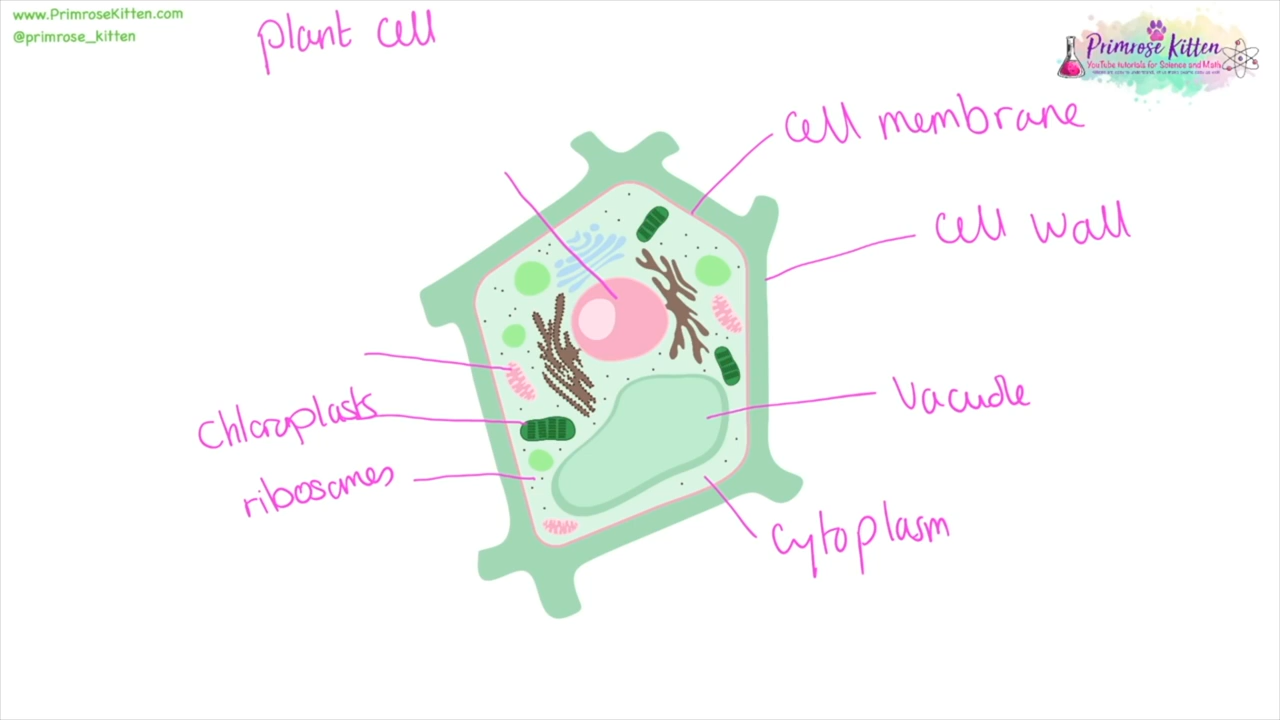 www.PrimroseKitten.com
@primrose_kitten
plant cell
Primrose Kitten
YouTube tutorials for Science and Maths
cell membrane
cell wall
chloroplasts
vacuole
ribosomes
cytoplasm